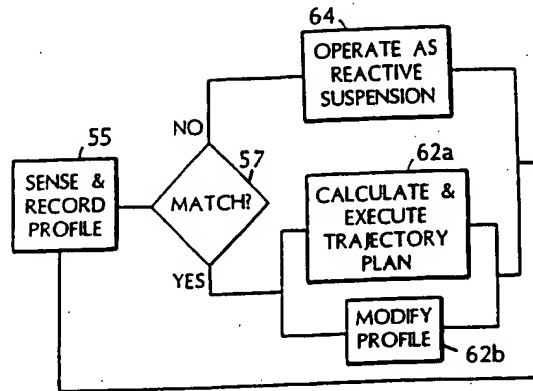 64
OPERATE AS
REACTIVE
SUSPENSION
NO
55
SENSE &
RECORD
PROFILE
57
MATCH?
YES
62a
CALCULATE &
EXECUTE
TRAJECTORY
PLAN
MODIFY
PROFILE
62b